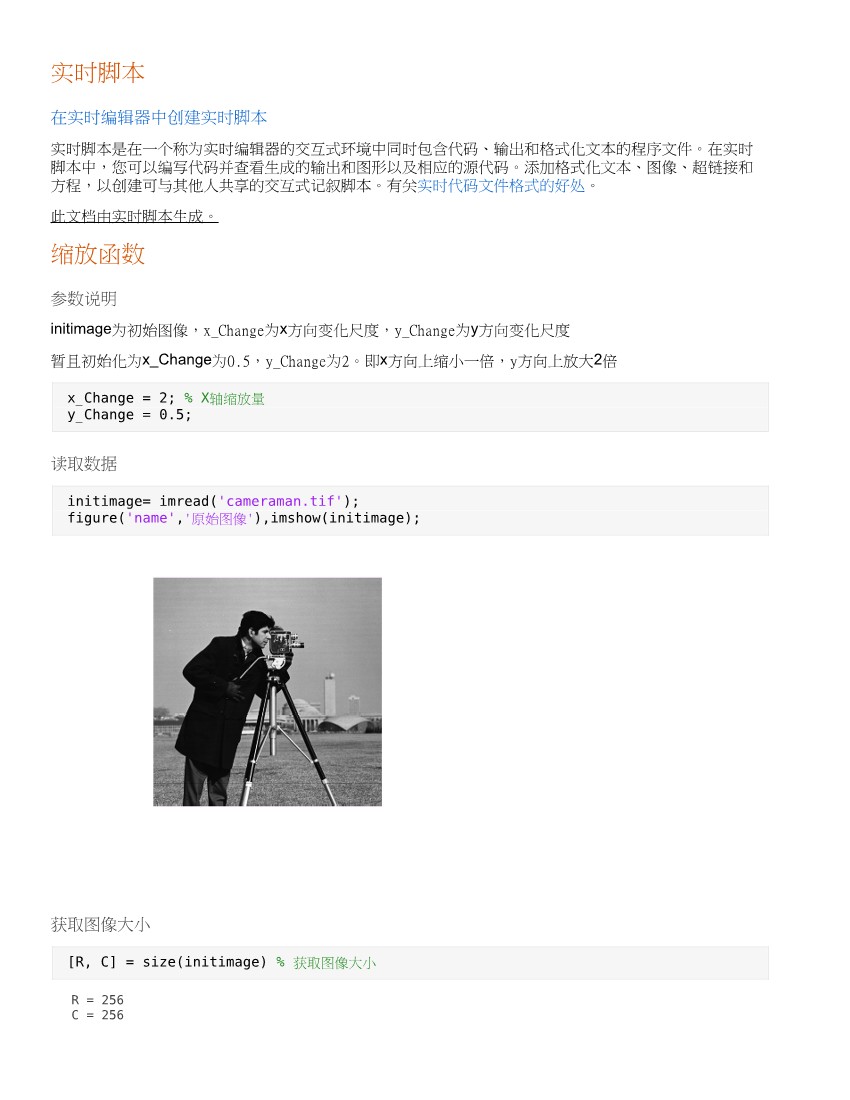 实时脚本
在实时编辑器中创建实时脚本
实时脚本是在一个称为实时编辑器的交互式环境中同时包含代码、输出和格式化文本的程序文件。在实时
脚本中，您可以编写代码并查看生成的输出和图形以及相应的源代码。添加格式化文本、图像、超链接和
方程，以创建可与其他人共享的交互式记叙脚本。有关实时代码文件格式的好处。
此文档由实时脚本生成。
缩放函数
参数说明
initimage为初始图像，x_Change为x方向变化尺度，y_Change为y方向变化尺度
暂且初始化为x_Change为0.5，y_Change为2。即x方向上缩小一倍，y方向上放大2倍
x_Change = 2; % X轴缩放量
y_Change = 0.5;
读取数据
initimage= imread('cameraman.tif');
figure('name','原始图像'),imshow(initimage);
获取图像大小
[R, C] = size(initimage) % 获取图像大小
R = 256
C = 256